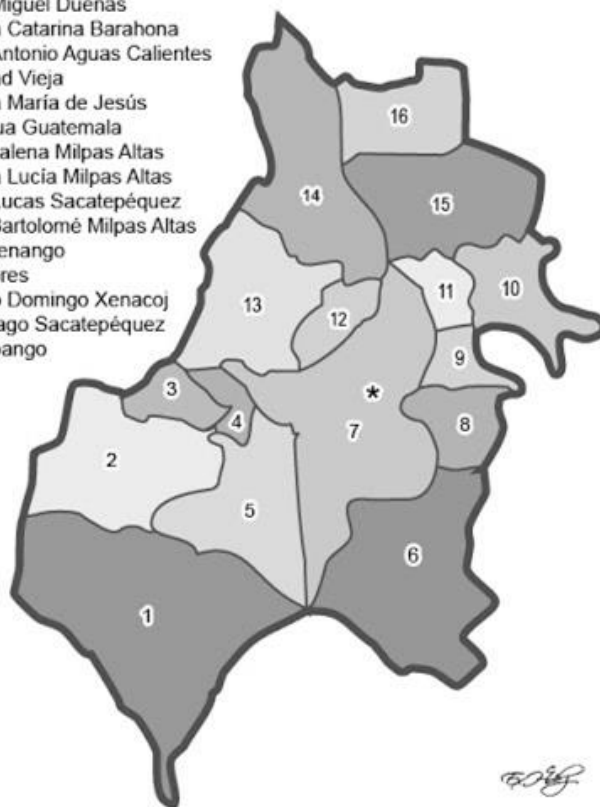 Miguel Dueñas
Catarina Barahona
Antonio Aguas Calientes
d Vieja
María de Jesús
ua Guatemala
alena Milpas Altas
Lucía Milpas Altas
ucas Sacatepéquez
Bartolomé Milpas Altas
enango
res
Domingo Xenacoj
ago Sacatepéquez
pango
16
14
15
10
11
13
12
9
3
*
8
4
7
2
5
6
1